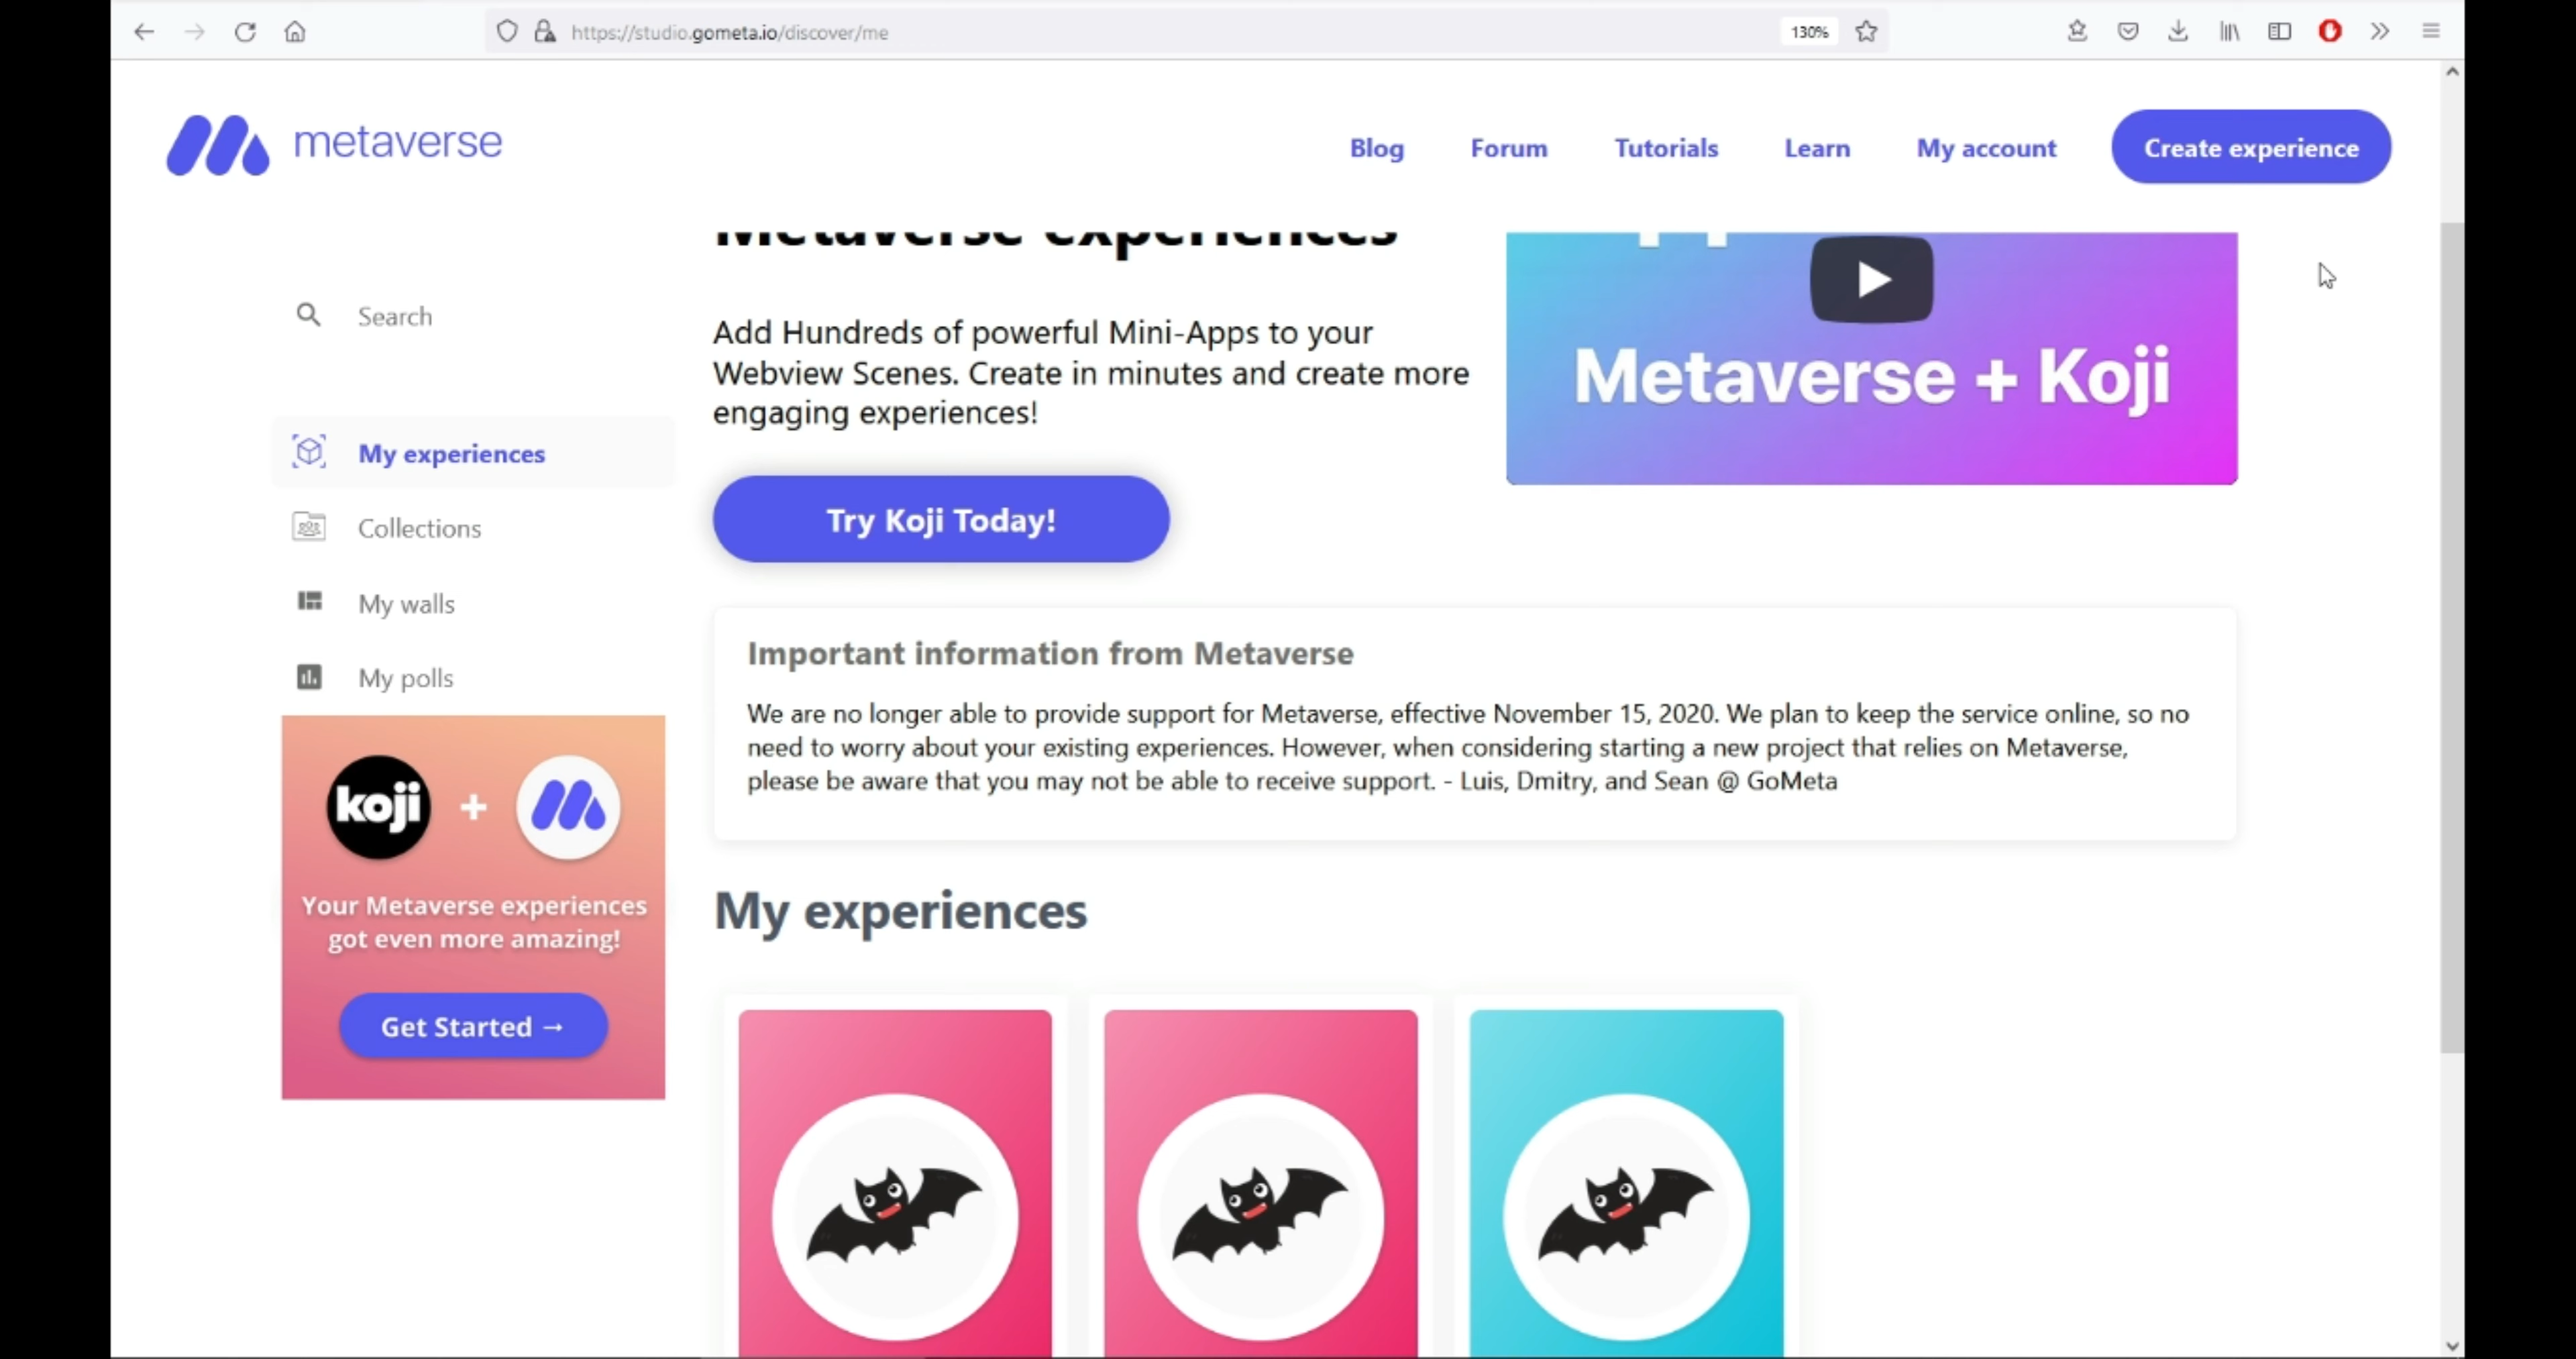 https://studio.gometa.io/discover/me
130%
metaverse
Blog
Forum
Tutorials
Learn
My account
Create experience
Metaverse experiences
Search
Add Hundreds of powerful Mini-Apps to your
Webview Scenes. Create in minutes and create more
engaging experiences!
Metaverse + Koji
My experiences
Try Koji Today!
Collections
My walls
My polls
Important information from Metaverse
We are no longer able to provide support for Metaverse, effective November 15, 2020. We plan to keep the service online, so no
need to worry about your existing experiences. However, when considering starting a new project that relies on Metaverse,
please be aware that you may not be able to receive support. - Luis, Dmitry, and Sean @ GoMeta
koji +
Your Metaverse experiences
got even more amazing!
Get Started →
My experiences